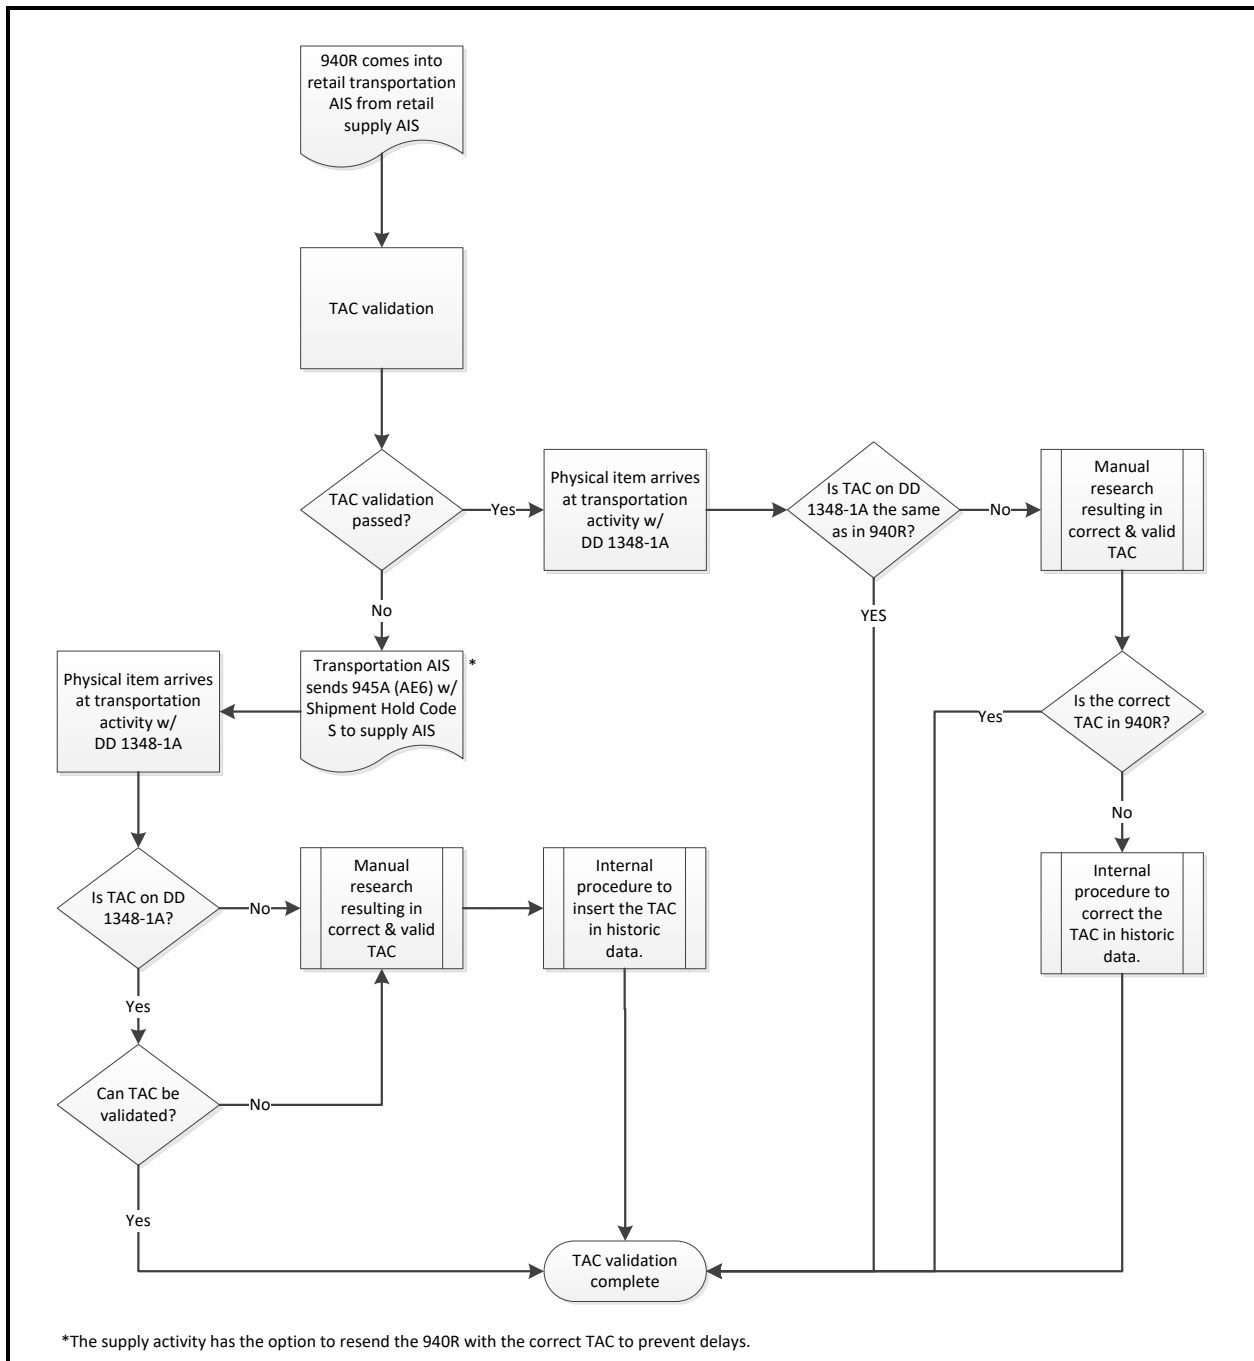 940R comes into
retail transportation
AIS from retail
supply AIS
TAC validation
TAC validation
passed?
Yes
Physical item arrives
at transportation
activity w/
DD 1348-1A
Is TAC on DD
1348-1A the same
as in 940R?
No
Manual
research
resulting in
correct & valid
TAC
No
YES
Transportation AIS
sends 945A (AE6) w/
Shipment Hold Code
S to supply AIS
*
Physical item arrives
at transportation
activity w/
DD 1348-1A
Is the correct
TAC in 940R?
Yes
No
Is TAC on DD
1348-1A?
No
Manual
research
resulting in
correct & valid
TAC
Internal
procedure to
insert the TAC
in historic
data.
Internal
procedure to
correct the
TAC in historic
data.
Yes
Can TAC be
validated?
No
Yes
TAC validation
complete
*The supply activity has the option to resend the 940R with the correct TAC to prevent delays.